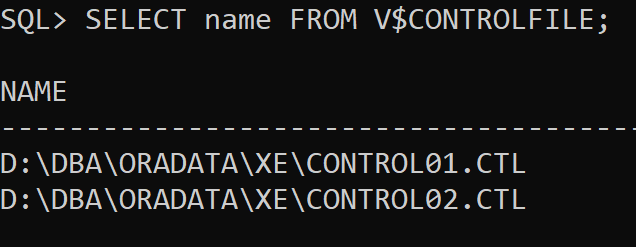 SQL> SELECT name FROM V$CONTROLFILE;
NAME
--------------------------------------
D:\DBA\ORADATA\XE\CONTROL01.CTL
D:\DBA\ORADATA\XE\CONTROL02.CTL